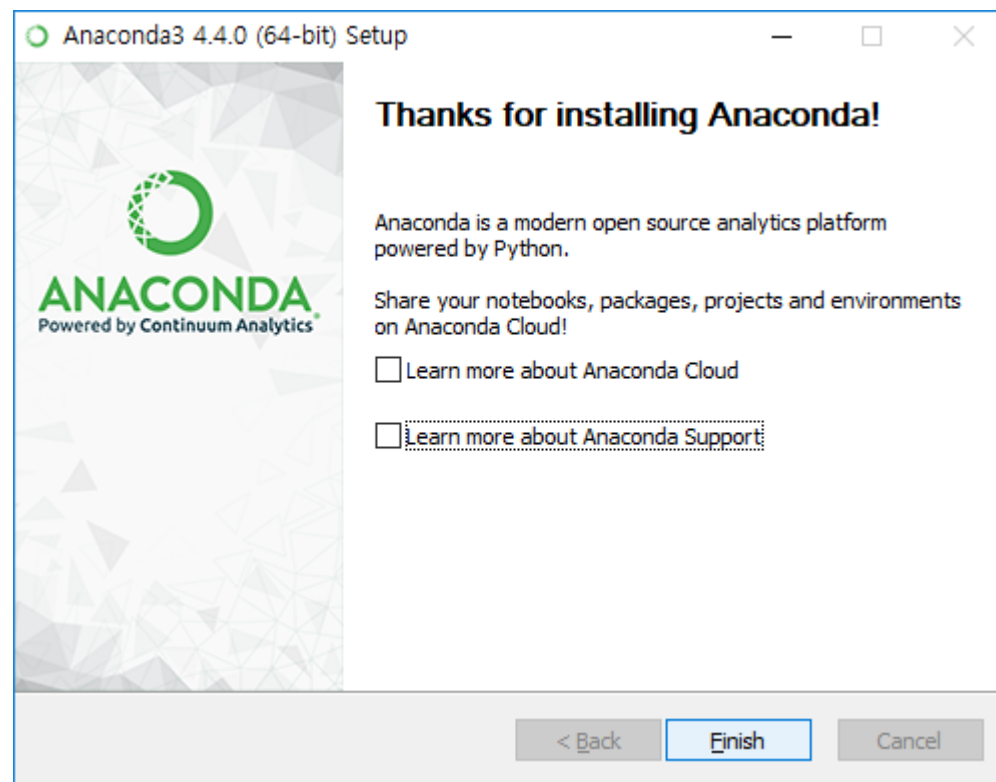 Anaconda3 4.4.0 (64-bit) Setup
Thanks for installing Anaconda!
Anaconda is a modern open source analytics platform
powered by Python.
ANACONDA®
Powered by Continuum Analytics
Share your notebooks, packages, projects and environments
on Anaconda Cloud!
Learn more about Anaconda Cloud
Learn more about Anaconda Support
< Back
Finish
Cancel